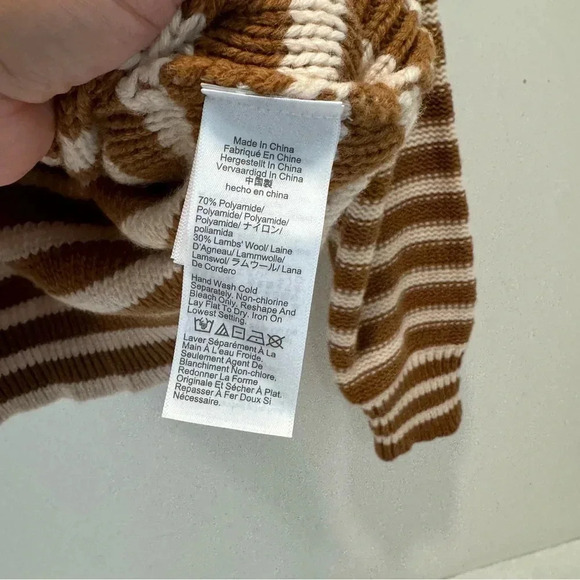 Made In China
Fabriqué En Chine
Hergestellt In China
Vervaardigd In China
中国製
hecho en china
70% Polyamide/
Polyamide/ Polyamide/
Polyamide/ ナイロン/
poliamida
30% Lambs' Wool/ Laine
D'Agneau/ Lammwolle/
Lamswol/ ラムウール/ Lana
De Cordero
Hand Wash Cold
Separately. Non-chlorine
Bleach Only, Reshape And
Lay Flat To Dry. Iron On
Lowest Setting.
Laver Séparément À La
Main À L'eau Froide.
Seulement Agent De
Blanchiment Non-chlore.
Redonner La Forme
Originale Et Sécher À Plat.
Repasser À Fer Doux Si
Nécessaire.